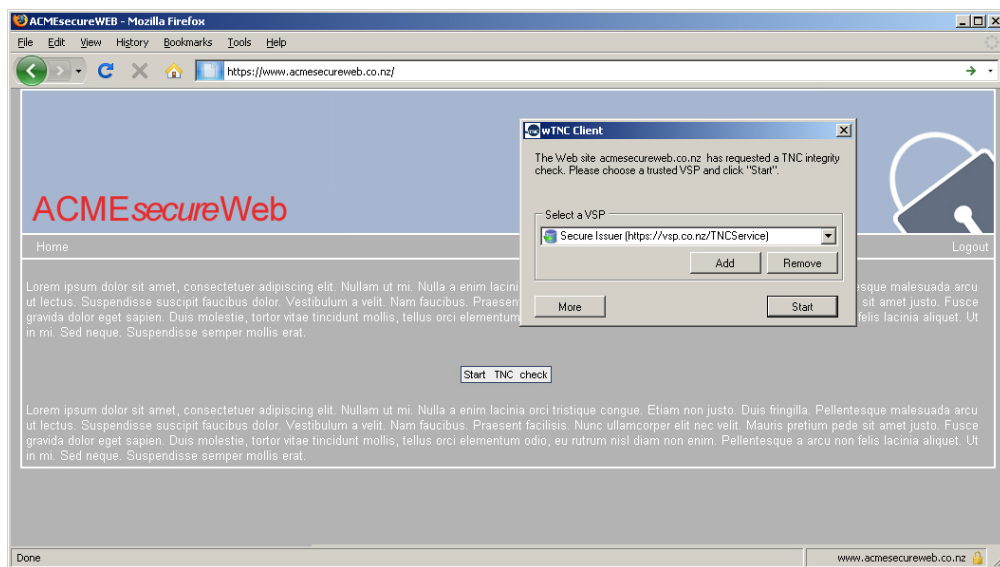 ACMEsecureWEB - Mozilla Firefox
File Edit View History Bookmarks Tools Help
https://www.acmesecureweb.co.nz/
wTNC Client
The Web site acmesecureweb.co.nz has requested a TNC integrity
check. Please choose a trusted VSP and click "Start".
Select a VSP
Secure Issuer (https://vsp.co.nz/TNCService)
Add Remove
More Start
ACMEsecureWeb
Home Logout
Lorem ipsum dolor sit amet, consectetuer adipiscing elit. Nullam ut mi. Nulla a enim lacini esque malesuada arcu
ut lectus. Suspendisse suscipit faucibus dolor. Vestibulum a velit. Nam faucibus. Praesen sit amet justo. Fusce
gravida dolor eget sapien. Duis molestie, tortor vitae tincidunt mollis, tellus orci elementum felis lacinia aliquet. Ut
in mi. Sed neque. Suspendisse semper mollis erat.
Start TNC check
Lorem ipsum dolor sit amet, consectetuer adipiscing elit. Nullam ut mi. Nulla a enim lacinia orci tristique congue. Etiam non justo. Duis fringilla. Pellentesque malesuada arcu
ut lectus. Suspendisse suscipit faucibus dolor. Vestibulum a velit. Nam faucibus. Praesent facilisis. Nunc ullamcorper elit nec velit. Mauris pretium pede sit amet justo. Fusce
gravida dolor eget sapien. Duis molestie, tortor vitae tincidunt mollis, tellus orci elementum odio, eu rutrum nisl diam non enim. Pellentesque a arcu non felis lacinia aliquet. Ut
in mi. Sed neque. Suspendisse semper mollis erat.
Done www.acmesecureweb.co.nz